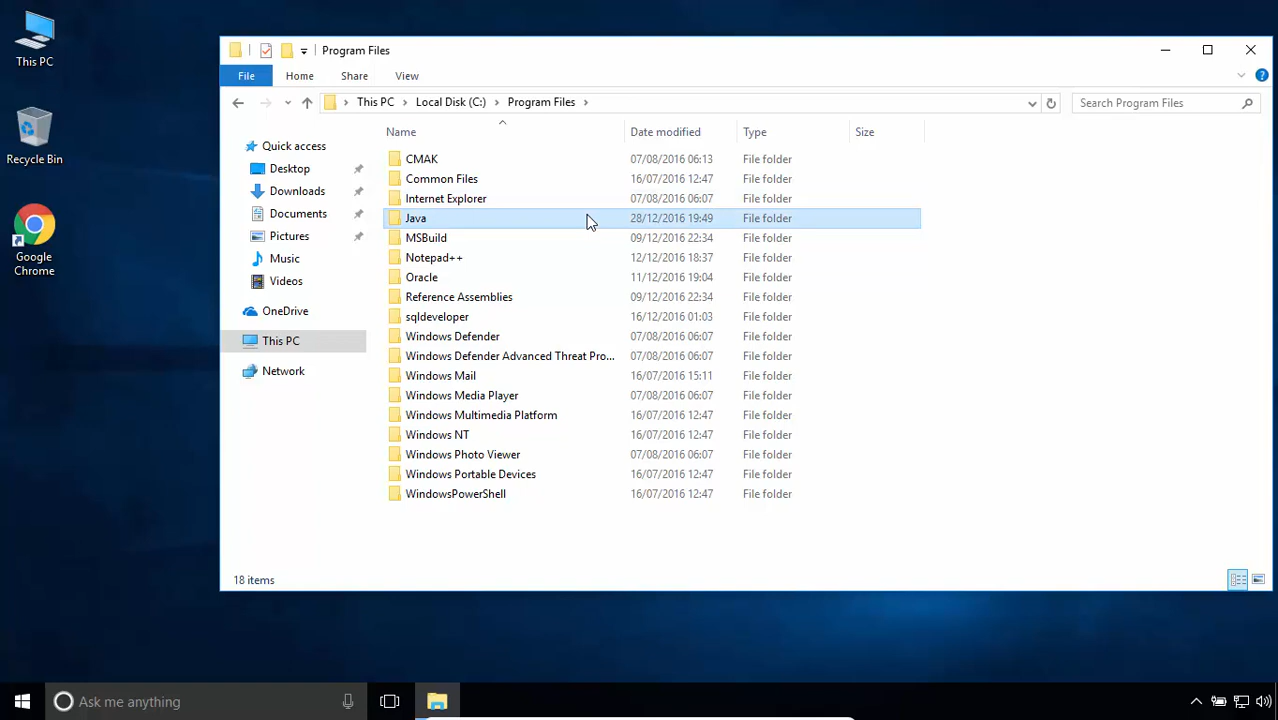 This PC
Recycle Bin
Google
Chrome
Program Files
File Home Share View
This PC Local Disk (C:) Program Files
Search Program Files
Name Date modified Type Size
Quick access
Desktop
Downloads
Documents
Pictures
Music
Videos
OneDrive
This PC
Network
CMAK 07/08/2016 06:13 File folder
Common Files 16/07/2016 12:47 File folder
Internet Explorer 07/08/2016 06:07 File folder
Java 28/12/2016 19:49 File folder
MSBuild 09/12/2016 22:34 File folder
Notepad++ 12/12/2016 18:37 File folder
Oracle 11/12/2016 19:04 File folder
Reference Assemblies 09/12/2016 22:34 File folder
sqldeveloper 16/12/2016 01:03 File folder
Windows Defender 07/08/2016 06:07 File folder
Windows Defender Advanced Threat Pro... 07/08/2016 06:07 File folder
Windows Mail 16/07/2016 15:11 File folder
Windows Media Player 07/08/2016 06:07 File folder
Windows Multimedia Platform 16/07/2016 12:47 File folder
Windows NT 16/07/2016 12:47 File folder
Windows Photo Viewer 07/08/2016 06:07 File folder
Windows Portable Devices 16/07/2016 12:47 File folder
WindowsPowerShell 16/07/2016 12:47 File folder
18 items
Ask me anything